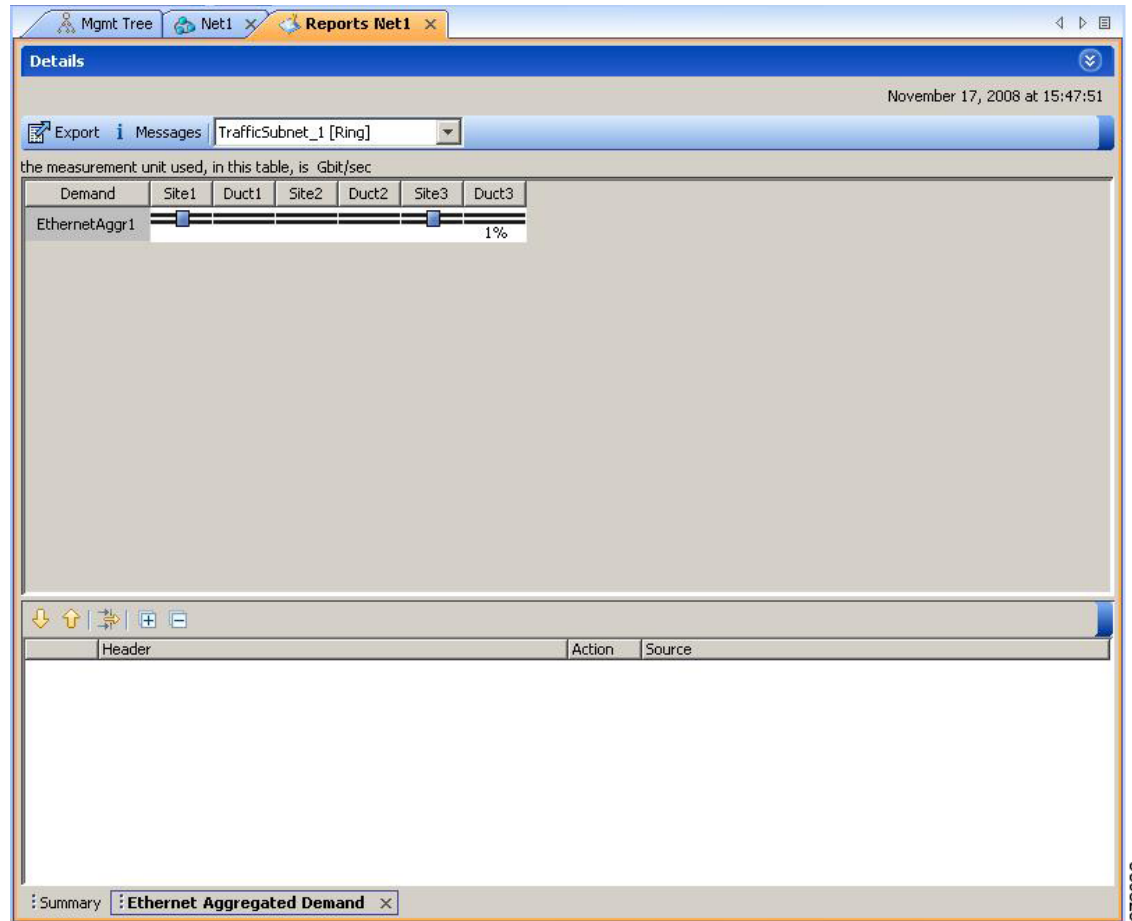 Mgmt Tree Net1 Reports Net1
Details
November 17, 2008 at 15:47:51
Export i Messages TrafficSubnet_1 [Ring]
the measurement unit used, in this table, is Gbit/sec
Demand Site1 Duct1 Site2 Duct2 Site3 Duct3
EthernetAggr1
1%
Header Action Source
Summary Ethernet Aggregated Demand